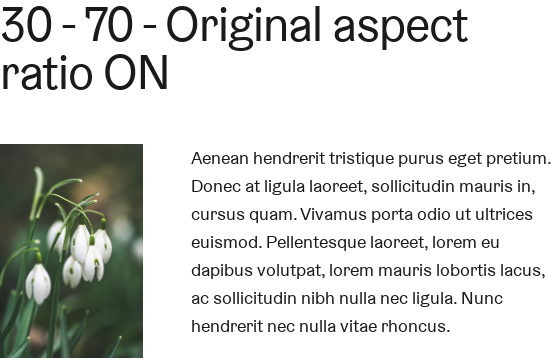 30 - 70 - Original aspect
ratio ON
Aenean hendrerit tristique purus eget pretium.
Donec at ligula laoreet, sollicitudin mauris in,
cursus quam. Vivamus porta odio ut ultrices
euismod. Pellentesque laoreet, lorem eu
dapibus volutpat, lorem mauris lobortis lacus,
ac sollicitudin nibh nulla nec ligula. Nunc
hendrerit nec nulla vitae rhoncus.